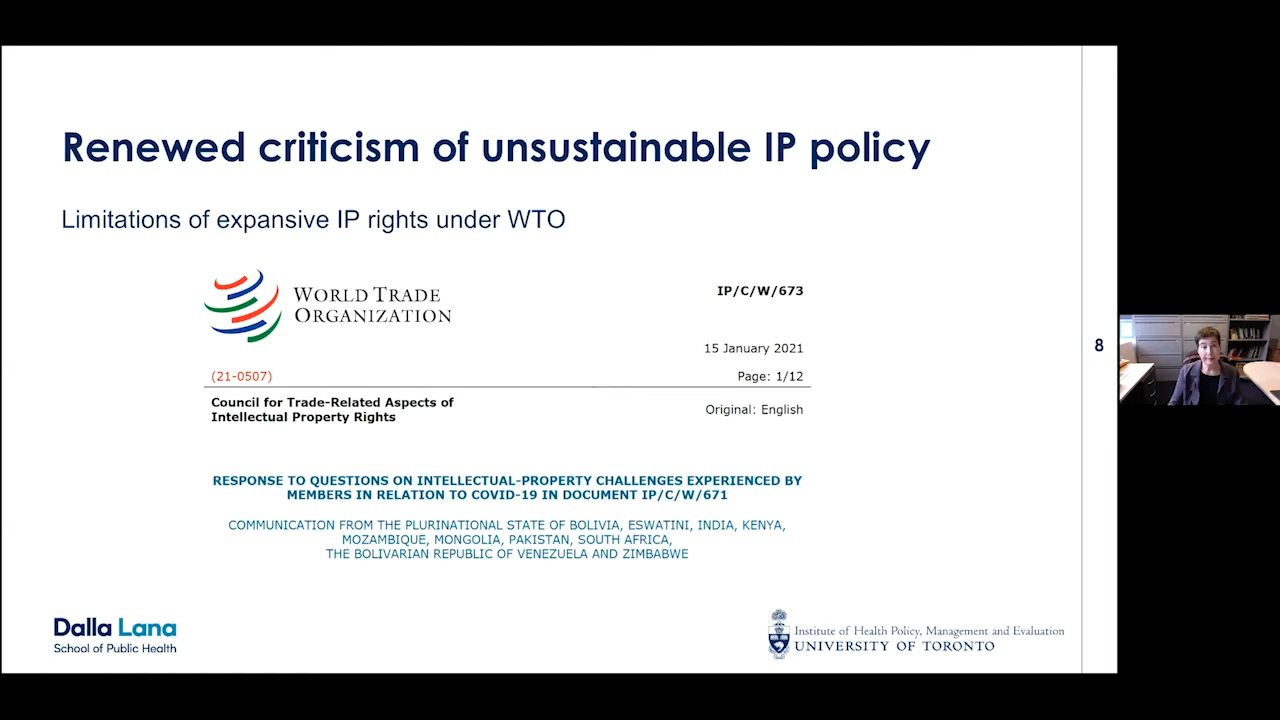 Renewed criticism of unsustainable IP policy
Limitations of expansive IP rights under WTO
WORLD TRADE
ORGANIZATION
IP/C/W/673
15 January 2021
(21-0507)
Page: 1/12
Council for Trade-Related Aspects of
Intellectual Property Rights
Original: English
RESPONSE TO QUESTIONS ON INTELLECTUAL-PROPERTY CHALLENGES EXPERIENCED BY
MEMBERS IN RELATION TO COVID-19 IN DOCUMENT IP/C/W/671
COMMUNICATION FROM THE PLURINATIONAL STATE OF BOLIVIA, ESWATINI, INDIA, KENYA,
MOZAMBIQUE, MONGOLIA, PAKISTAN, SOUTH AFRICA,
THE BOLIVARIAN REPUBLIC OF VENEZUELA AND ZIMBABWE
8
Dalla Lana
School of Public Health
Institute of Health Policy, Management and Evaluation
UNIVERSITY OF TORONTO